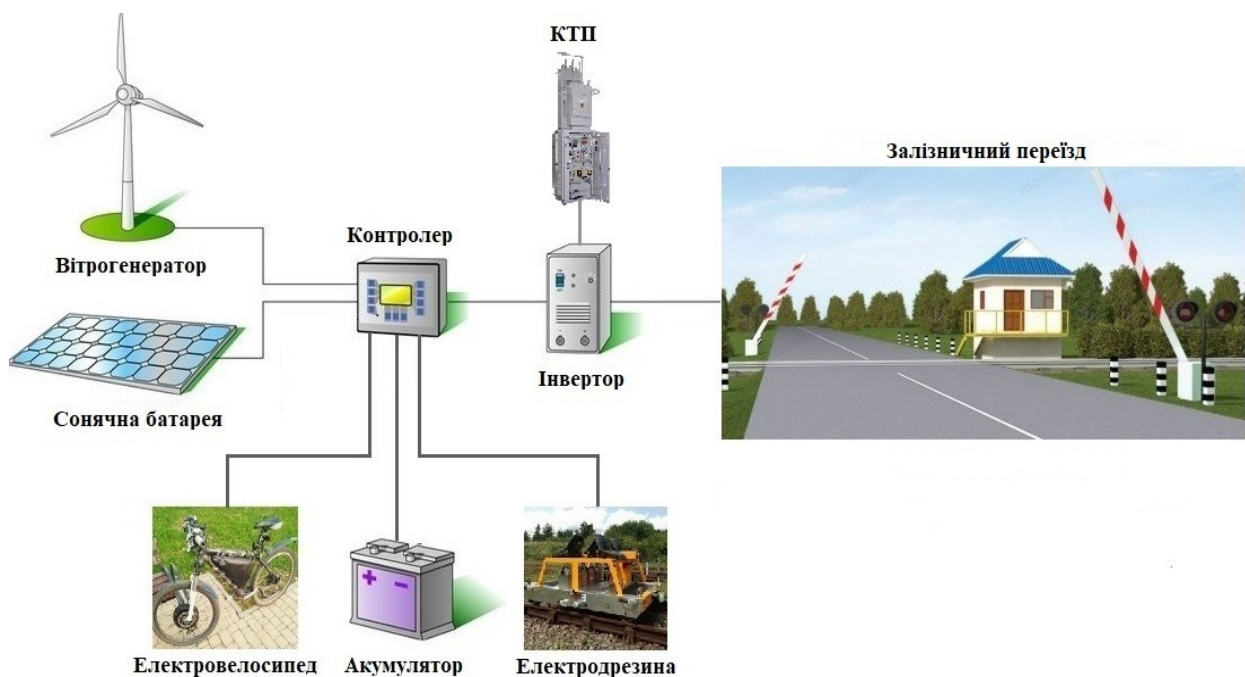 КТП
Залізничний переїзд
Контролер
Вітрогенератор
Інвертор
Сонячна батарея
Електровелосипед
Акумулятор
Електродрезина